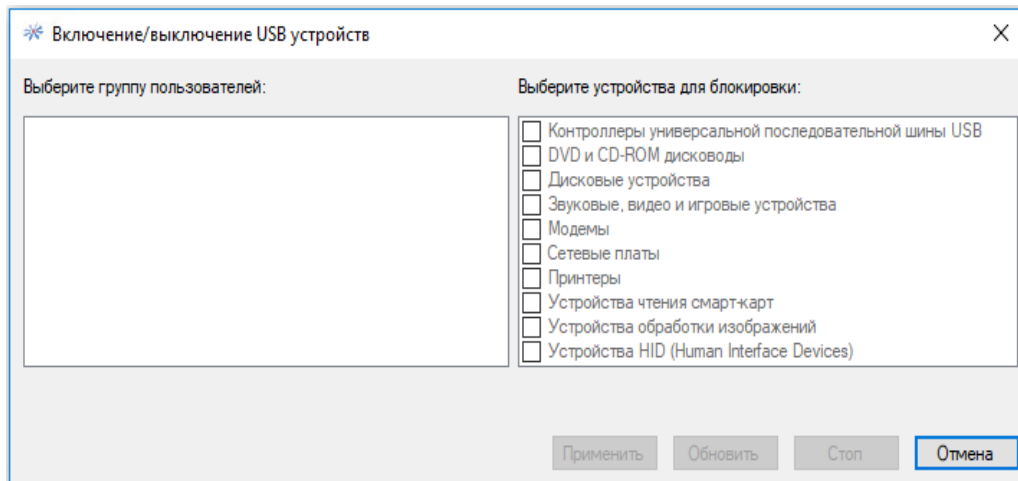 Включение/выключение USB устройств
Выберите группу пользователей:
Выберите устройства для блокировки:
Контроллеры универсальной последовательной шины USB
DVD и CD-ROM дисководы
Дисковые устройства
Звуковые, видео и игровые устройства
Модемы
Сетевые платы
Принтеры
Устройства чтения смарт-карт
Устройства обработки изображений
Устройства HID (Human Interface Devices)
Применить
Обновить
Стоп
Отмена